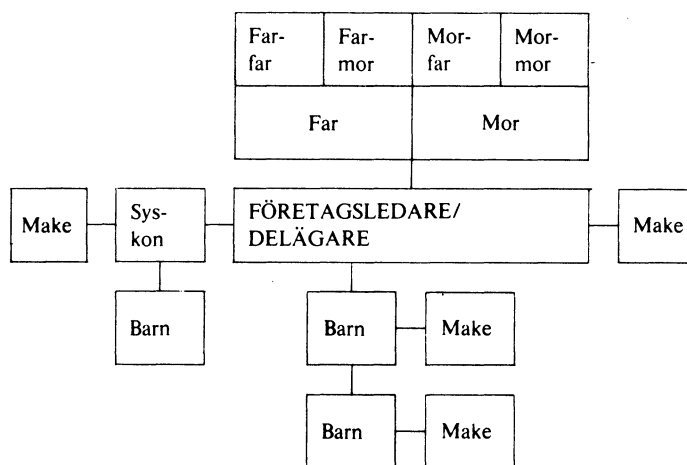 Far-
far
Far-
mor
Mor-
far
Mor-
mor
Far
Mor
Make
Sys-
kon
FÖRETAGSLEDARE/
DELÄGARE
Make
Barn
Barn
Make
Barn
Make